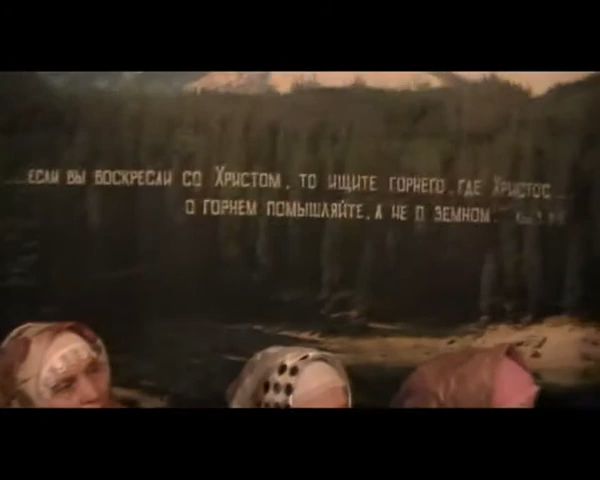 ...если вы воскресли со Христом, то ищите горнего, где Христос...
о горнем помышляйте, а не о земном.